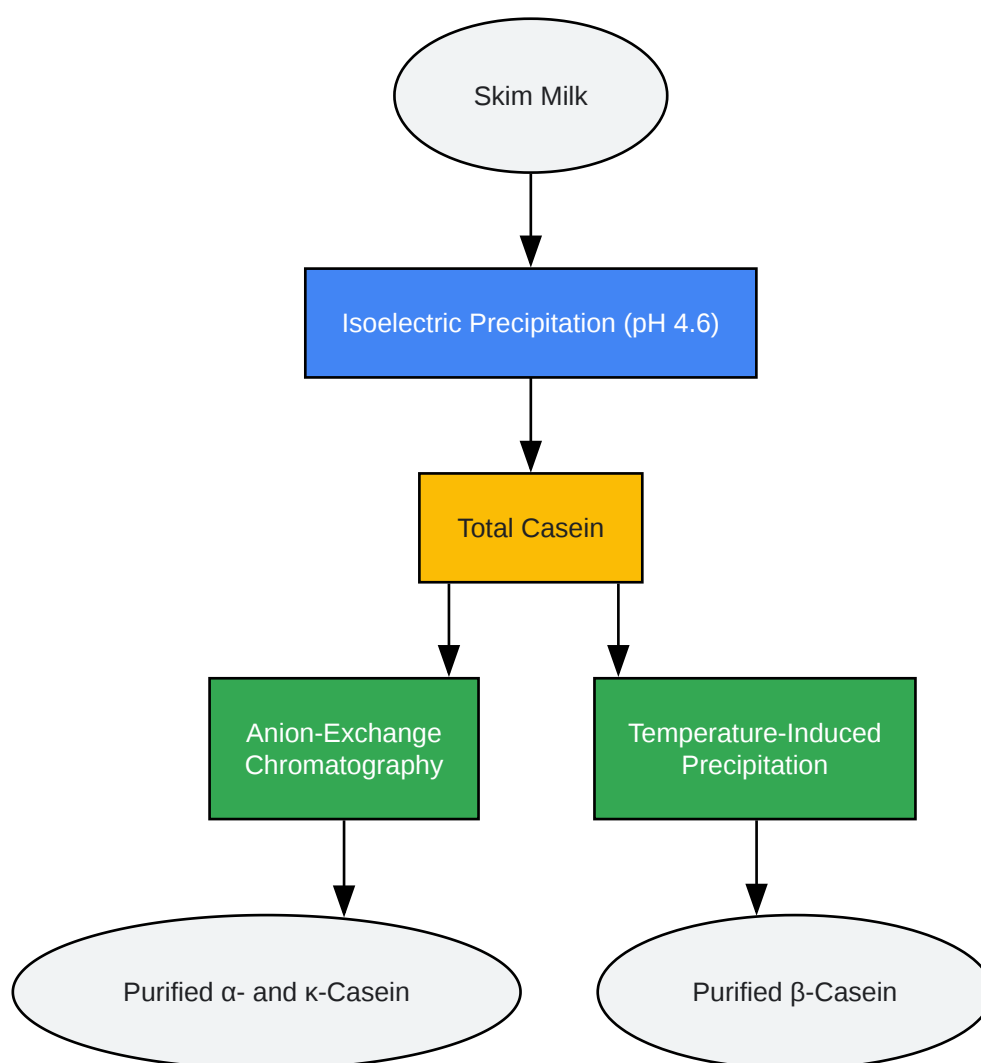 Skim Milk
Isoelectric Precipitation (pH 4.6)
Total Casein
Anion-Exchange
Chromatography
Temperature-Induced
Precipitation
Purified α- and κ-Casein
Purified β-Casein